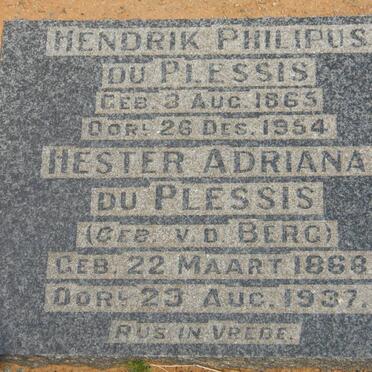 HENDRIK PHILIPUS
DU PLESSIS
GEB. 3 AUG. 1865
OORL. 26 DES. 1954
HESTER ADRIANA
DU PLESSIS
(GEB. V.D. BERG)
GEB. 22 MAART 1868
OORL. 23 AUG. 1937.
RUS IN VREDE.